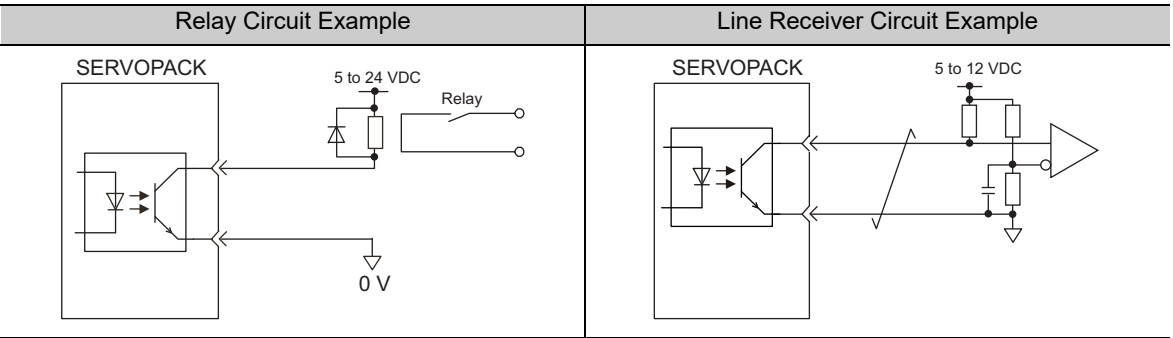 Relay Circuit Example
Line Receiver Circuit Example
SERVOPACK
5 to 24 VDC
Relay
0 V
SERVOPACK
5 to 12 VDC